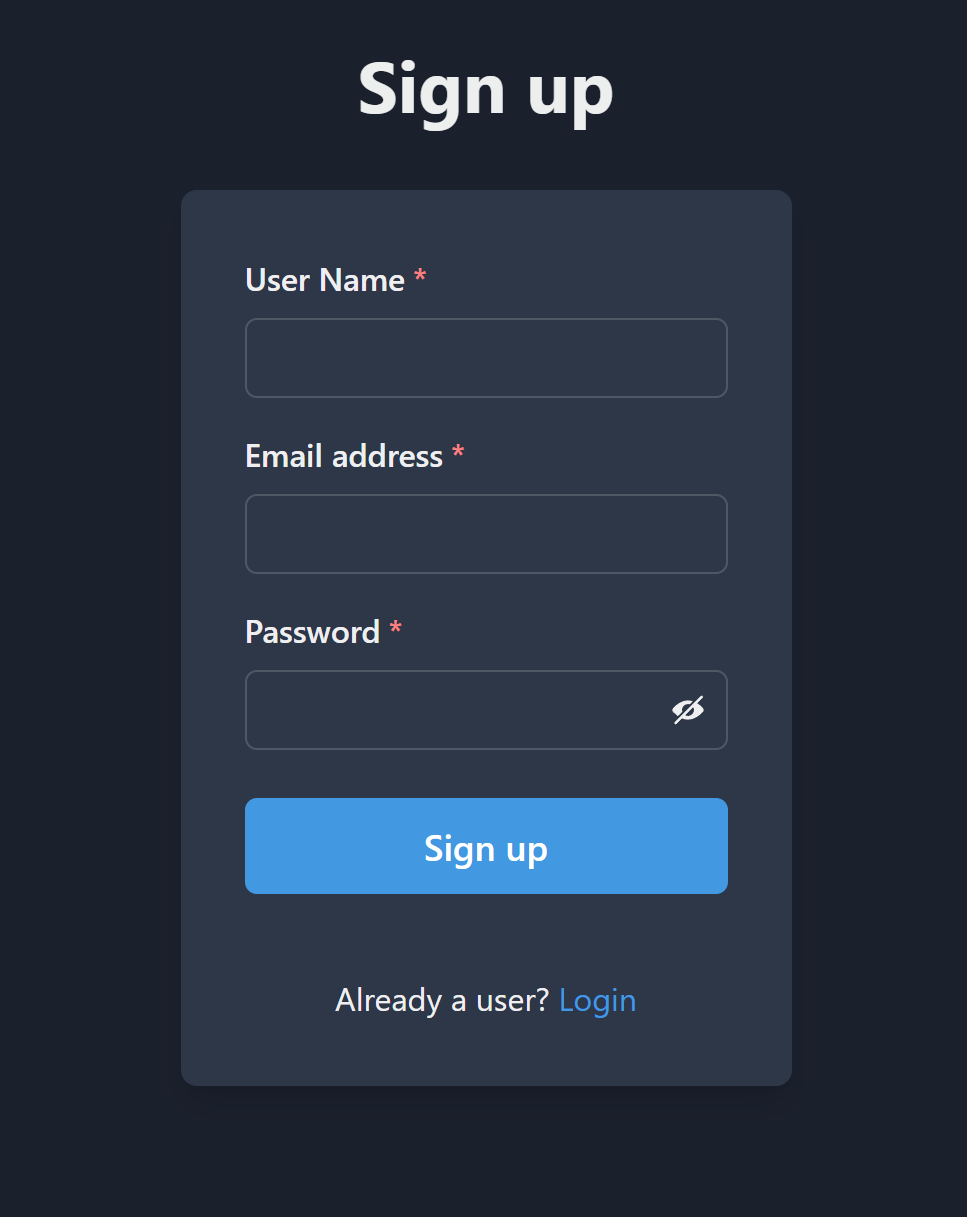 Sign up
User Name *
Email address *
Password *
Sign up
Already a user? Login